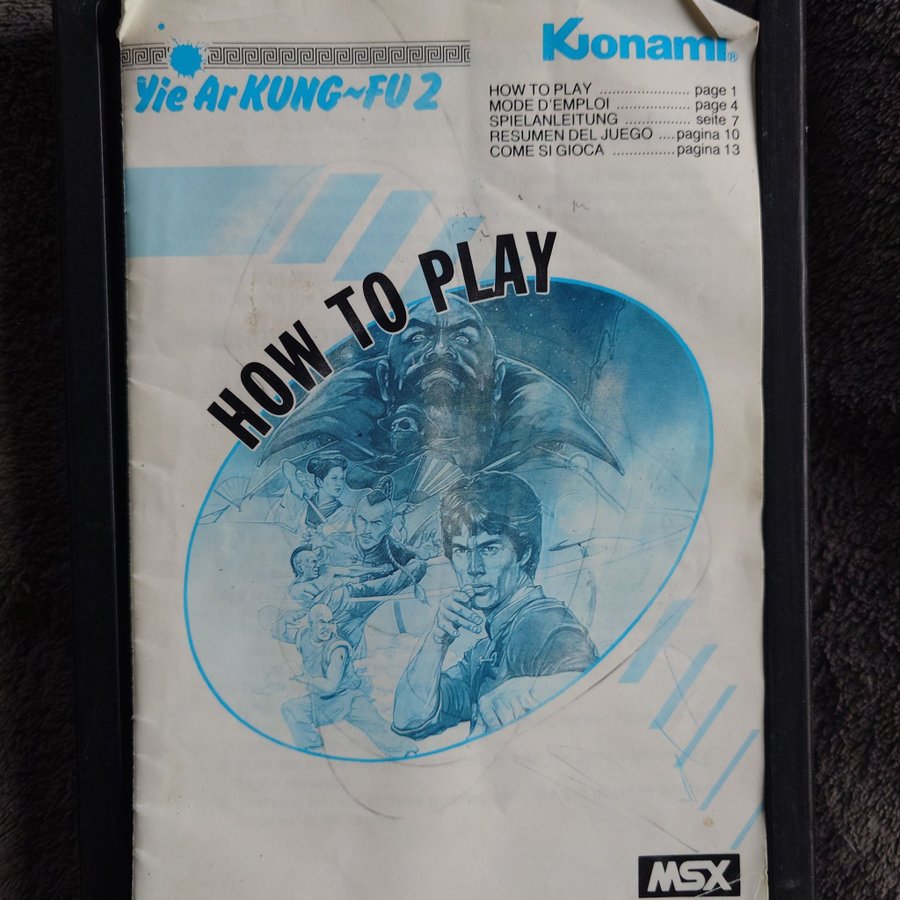 Yie Ar KUNG~FU 2
Konami®
HOW TO PLAY ...................... page 1
MODE D'EMPLOI .............. page 4
SPIELANLEITUNG ............ seite 7
RESUMEN DEL JUEGO .... pagina 10
COME SI GIOCA ............... pagina 13
HOW TO PLAY
MSX